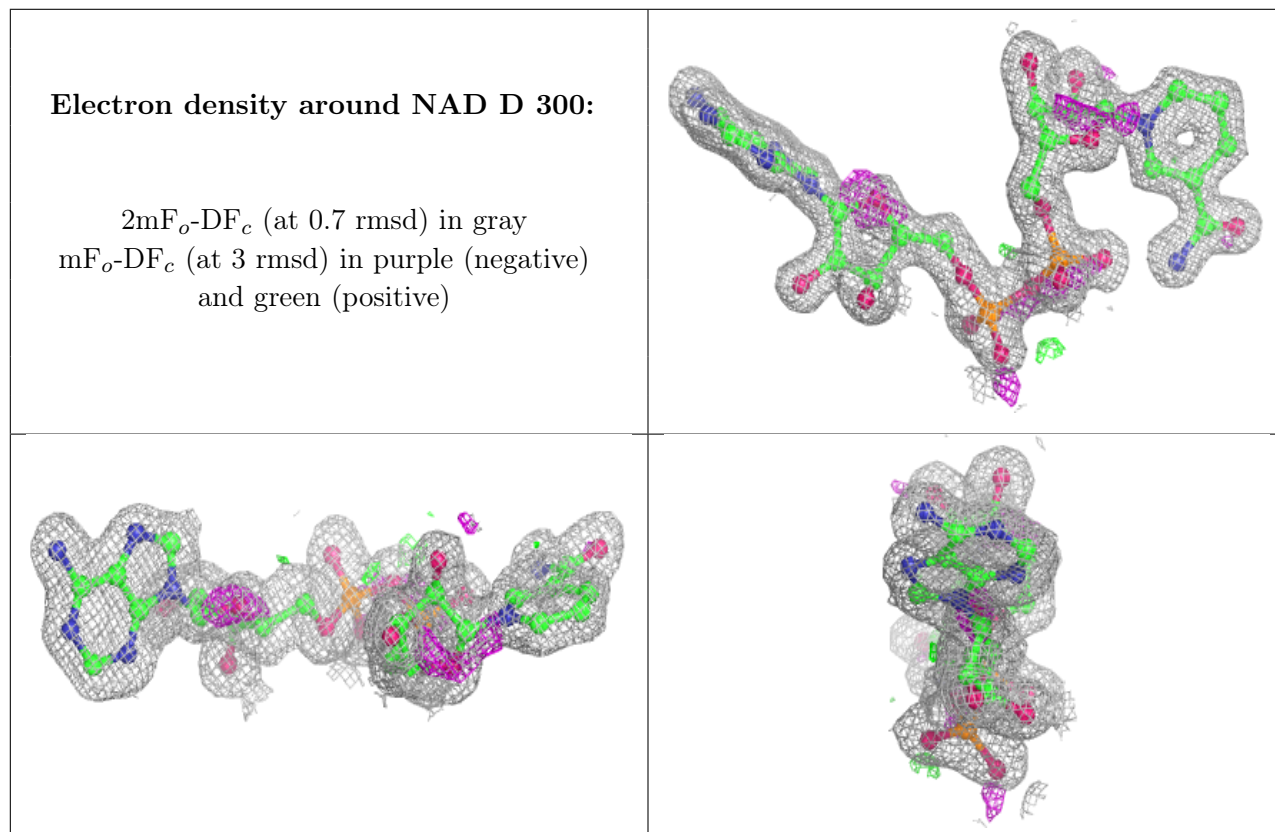 Electron density around NAD D 300:
2mFₒ-DF𝒸 (at 0.7 rmsd) in gray
mFₒ-DF𝒸 (at 3 rmsd) in purple (negative)
and green (positive)